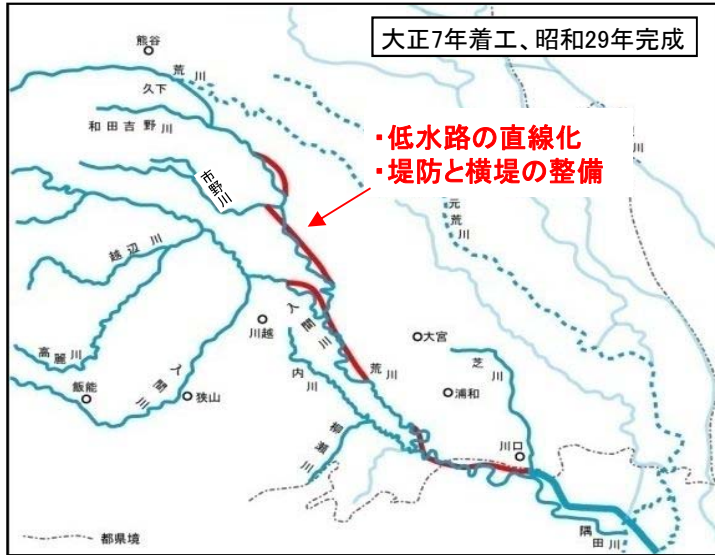 大正7年着工、昭和29年完成
熊谷
荒川
久下
和田吉野川
・低水路の直線化
・堤防と横堤の整備
市野川
川
元荒川
越辺川
入間川
川越
大宮
荒川
芝川
高麗川
入間川
内川
浦和
飯能
狭山
柳瀬川
川口
隅田川
都県境